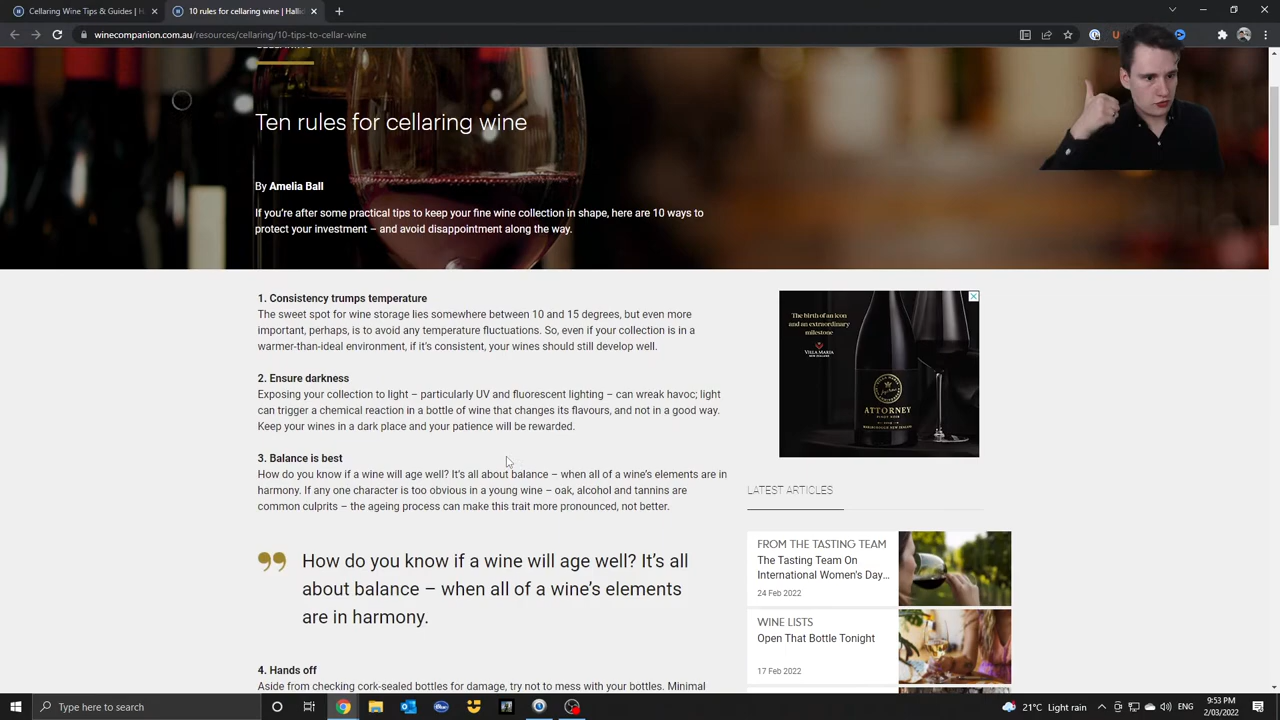 Cellaring Wine Tips & Guides | H
10 rules for cellaring wine | Hall
winecompanion.com.au/resources/cellaring/10-tips-to-cellar-wine
Ten rules for cellaring wine
By Amelia Ball
If you're after some practical tips to keep your fine wine collection in shape, here are 10 ways to
protect your investment – and avoid disappointment along the way.
1. Consistency trumps temperature
The sweet spot for wine storage lies somewhere between 10 and 15 degrees, but even more
important, perhaps, is to avoid any temperature fluctuations. So, even if your collection is in a
warmer-than-ideal environment, if it's consistent, your wines should still develop well.
2. Ensure darkness
Exposing your collection to light – particularly UV and fluorescent lighting – can wreak havoc; light
can trigger a chemical reaction in a bottle of wine that changes its flavours, and not in a good way.
Keep your wines in a dark place and your patience will be rewarded.
3. Balance is best
How do you know if a wine will age well? It's all about balance – when all of a wine's elements are in
harmony. If any one character is too obvious in a young wine – oak, alcohol and tannins are
common culprits – the ageing process can make this trait more pronounced, not better.
How do you know if a wine will age well? It's all
about balance – when all of a wine's elements
are in harmony.
4. Hands off
Aside from checking cork-sealed bottles for damage, try not to mess with your bottles. Minimal
The birth of an icon
and an extraordinary
milestone
VILLA MARIA
NEW ZEALAND
ATTORNEY
PINOT NOIR
LATEST ARTICLES
FROM THE TASTING TEAM
The Tasting Team On
International Women's Day...
24 Feb 2022
WINE LISTS
Open That Bottle Tonight
17 Feb 2022
Type here to search
21°C Light rain
ENG
9:53 PM
2/03/2022